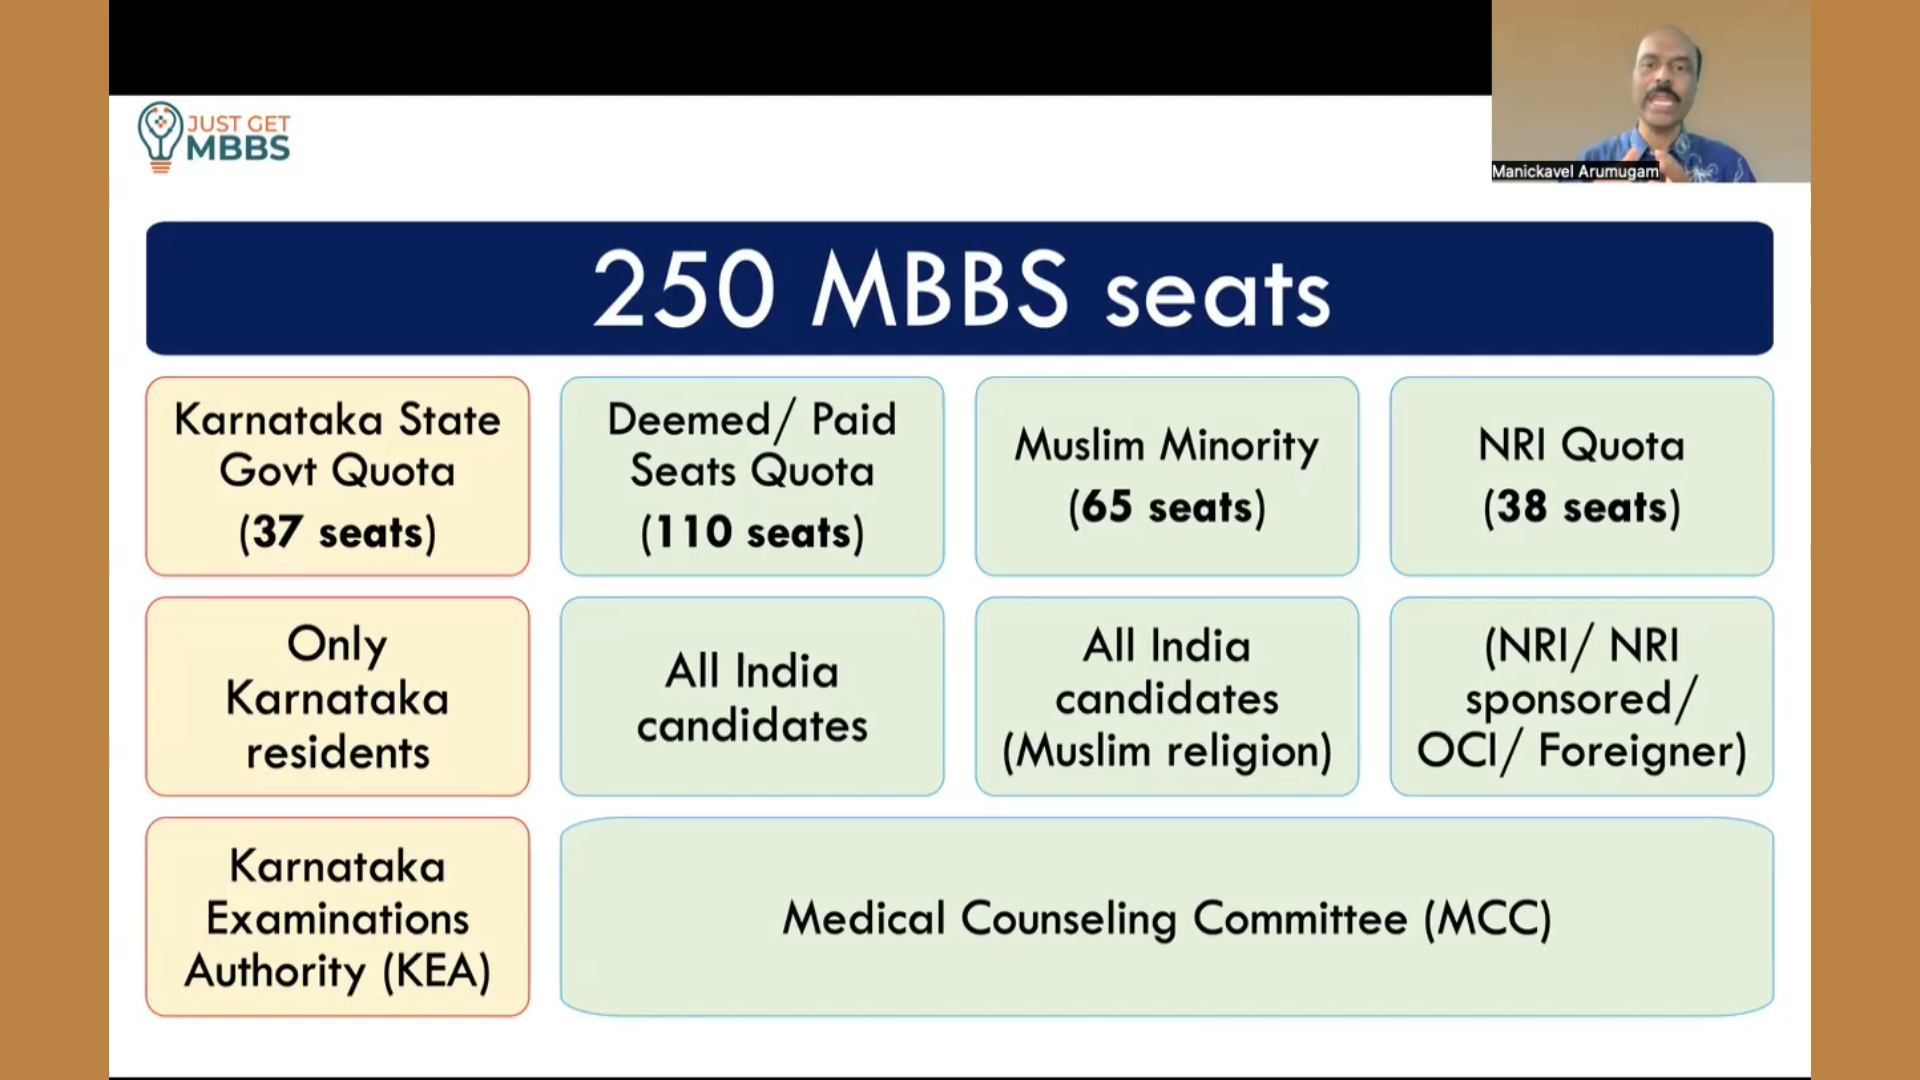 JUST GET
MBBS
Manickavel Arumugam
250 MBBS seats
Karnataka State
Govt Quota
(37 seats)
Deemed/ Paid
Seats Quota
(110 seats)
Muslim Minority
(65 seats)
NRI Quota
(38 seats)
Only
Karnataka
residents
All India
candidates
All India
candidates
(Muslim religion)
(NRI/ NRI
sponsored/
OCI/ Foreigner)
Karnataka
Examinations
Authority (KEA)
Medical Counseling Committee (MCC)